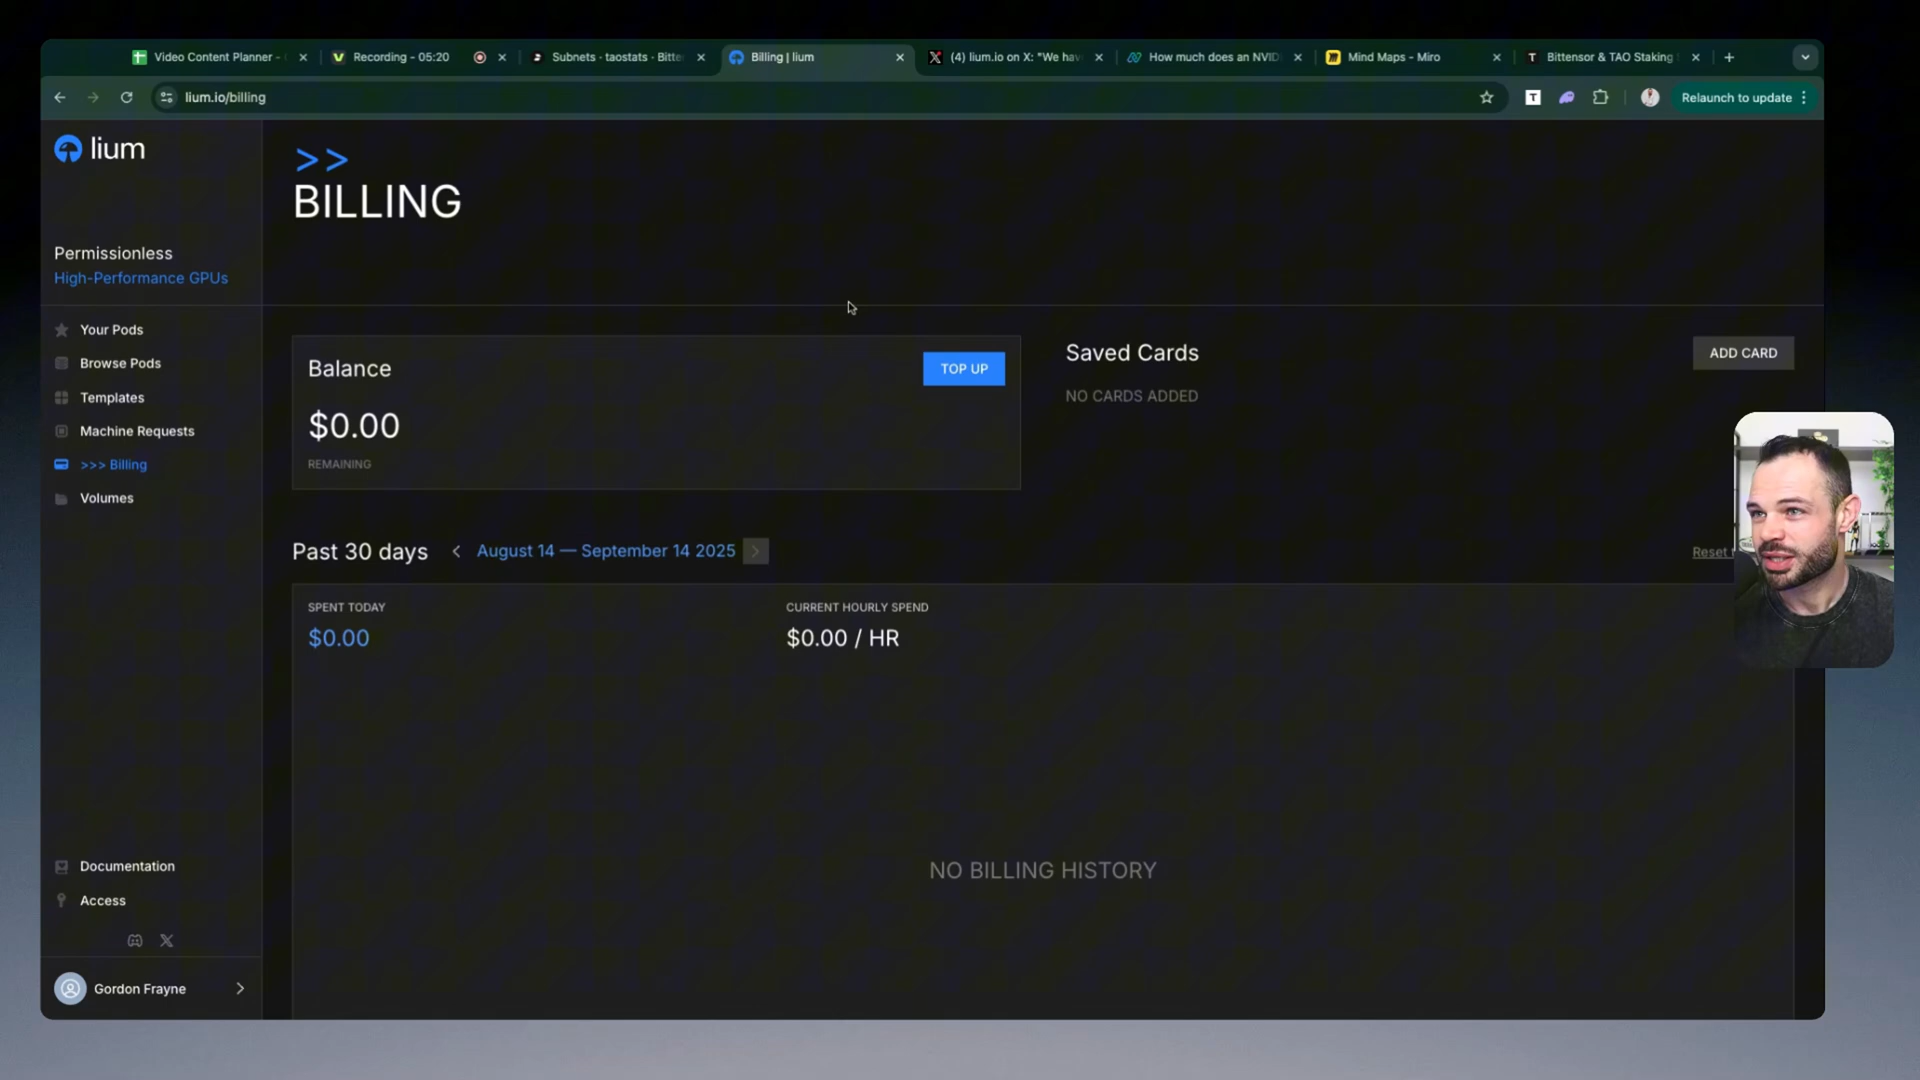 Video Content Planner -
Recording - 05:20
Subnets - taostats · Bitte
Billing | lium
(4) lium.io on X: "We hav
How much does an NVID
Mind Maps - Miro
Bittensor & TAO Staking
lium.io/billing
Relaunch to update
lium
Permissionless
High-Performance GPUs
Your Pods
Browse Pods
Templates
Machine Requests
>>> Billing
Volumes
Documentation
Access
Gordon Frayne
>>
BILLING
Balance
TOP UP
$0.00
REMAINING
Saved Cards
ADD CARD
NO CARDS ADDED
Past 30 days
August 14 — September 14 2025
Reset
SPENT TODAY
$0.00
CURRENT HOURLY SPEND
$0.00 / HR
NO BILLING HISTORY